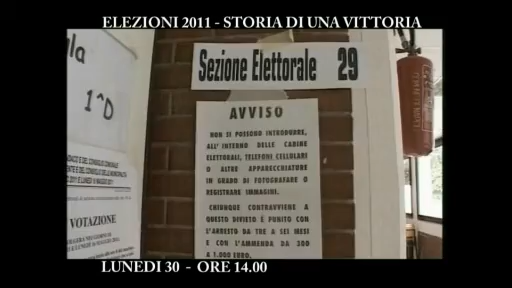 ELEZIONI 2011 - STORIA DI UNA VITTORIA
Sezione Elettorale 29
1^D
AVVISO
NON SI POSSONO INTRODURRE,
ALL'INTERNO DELLE CABINE
ELETTORALI, TELEFONI CELLULARI
O ALTRE APPARECCHIATURE
IN GRADO DI FOTOGRAFARE O
REGISTRARE IMMAGINI.
CHIUNQUE CONTRAVVIENE A
QUESTO DIVIETO È PUNITO CON
L'ARRESTO DA TRE A SEI MESI
E CON L'AMMENDA DA 300
A 1.000 EURO.
VOTAZIONE
LUNEDI 30 - ORE 14.00